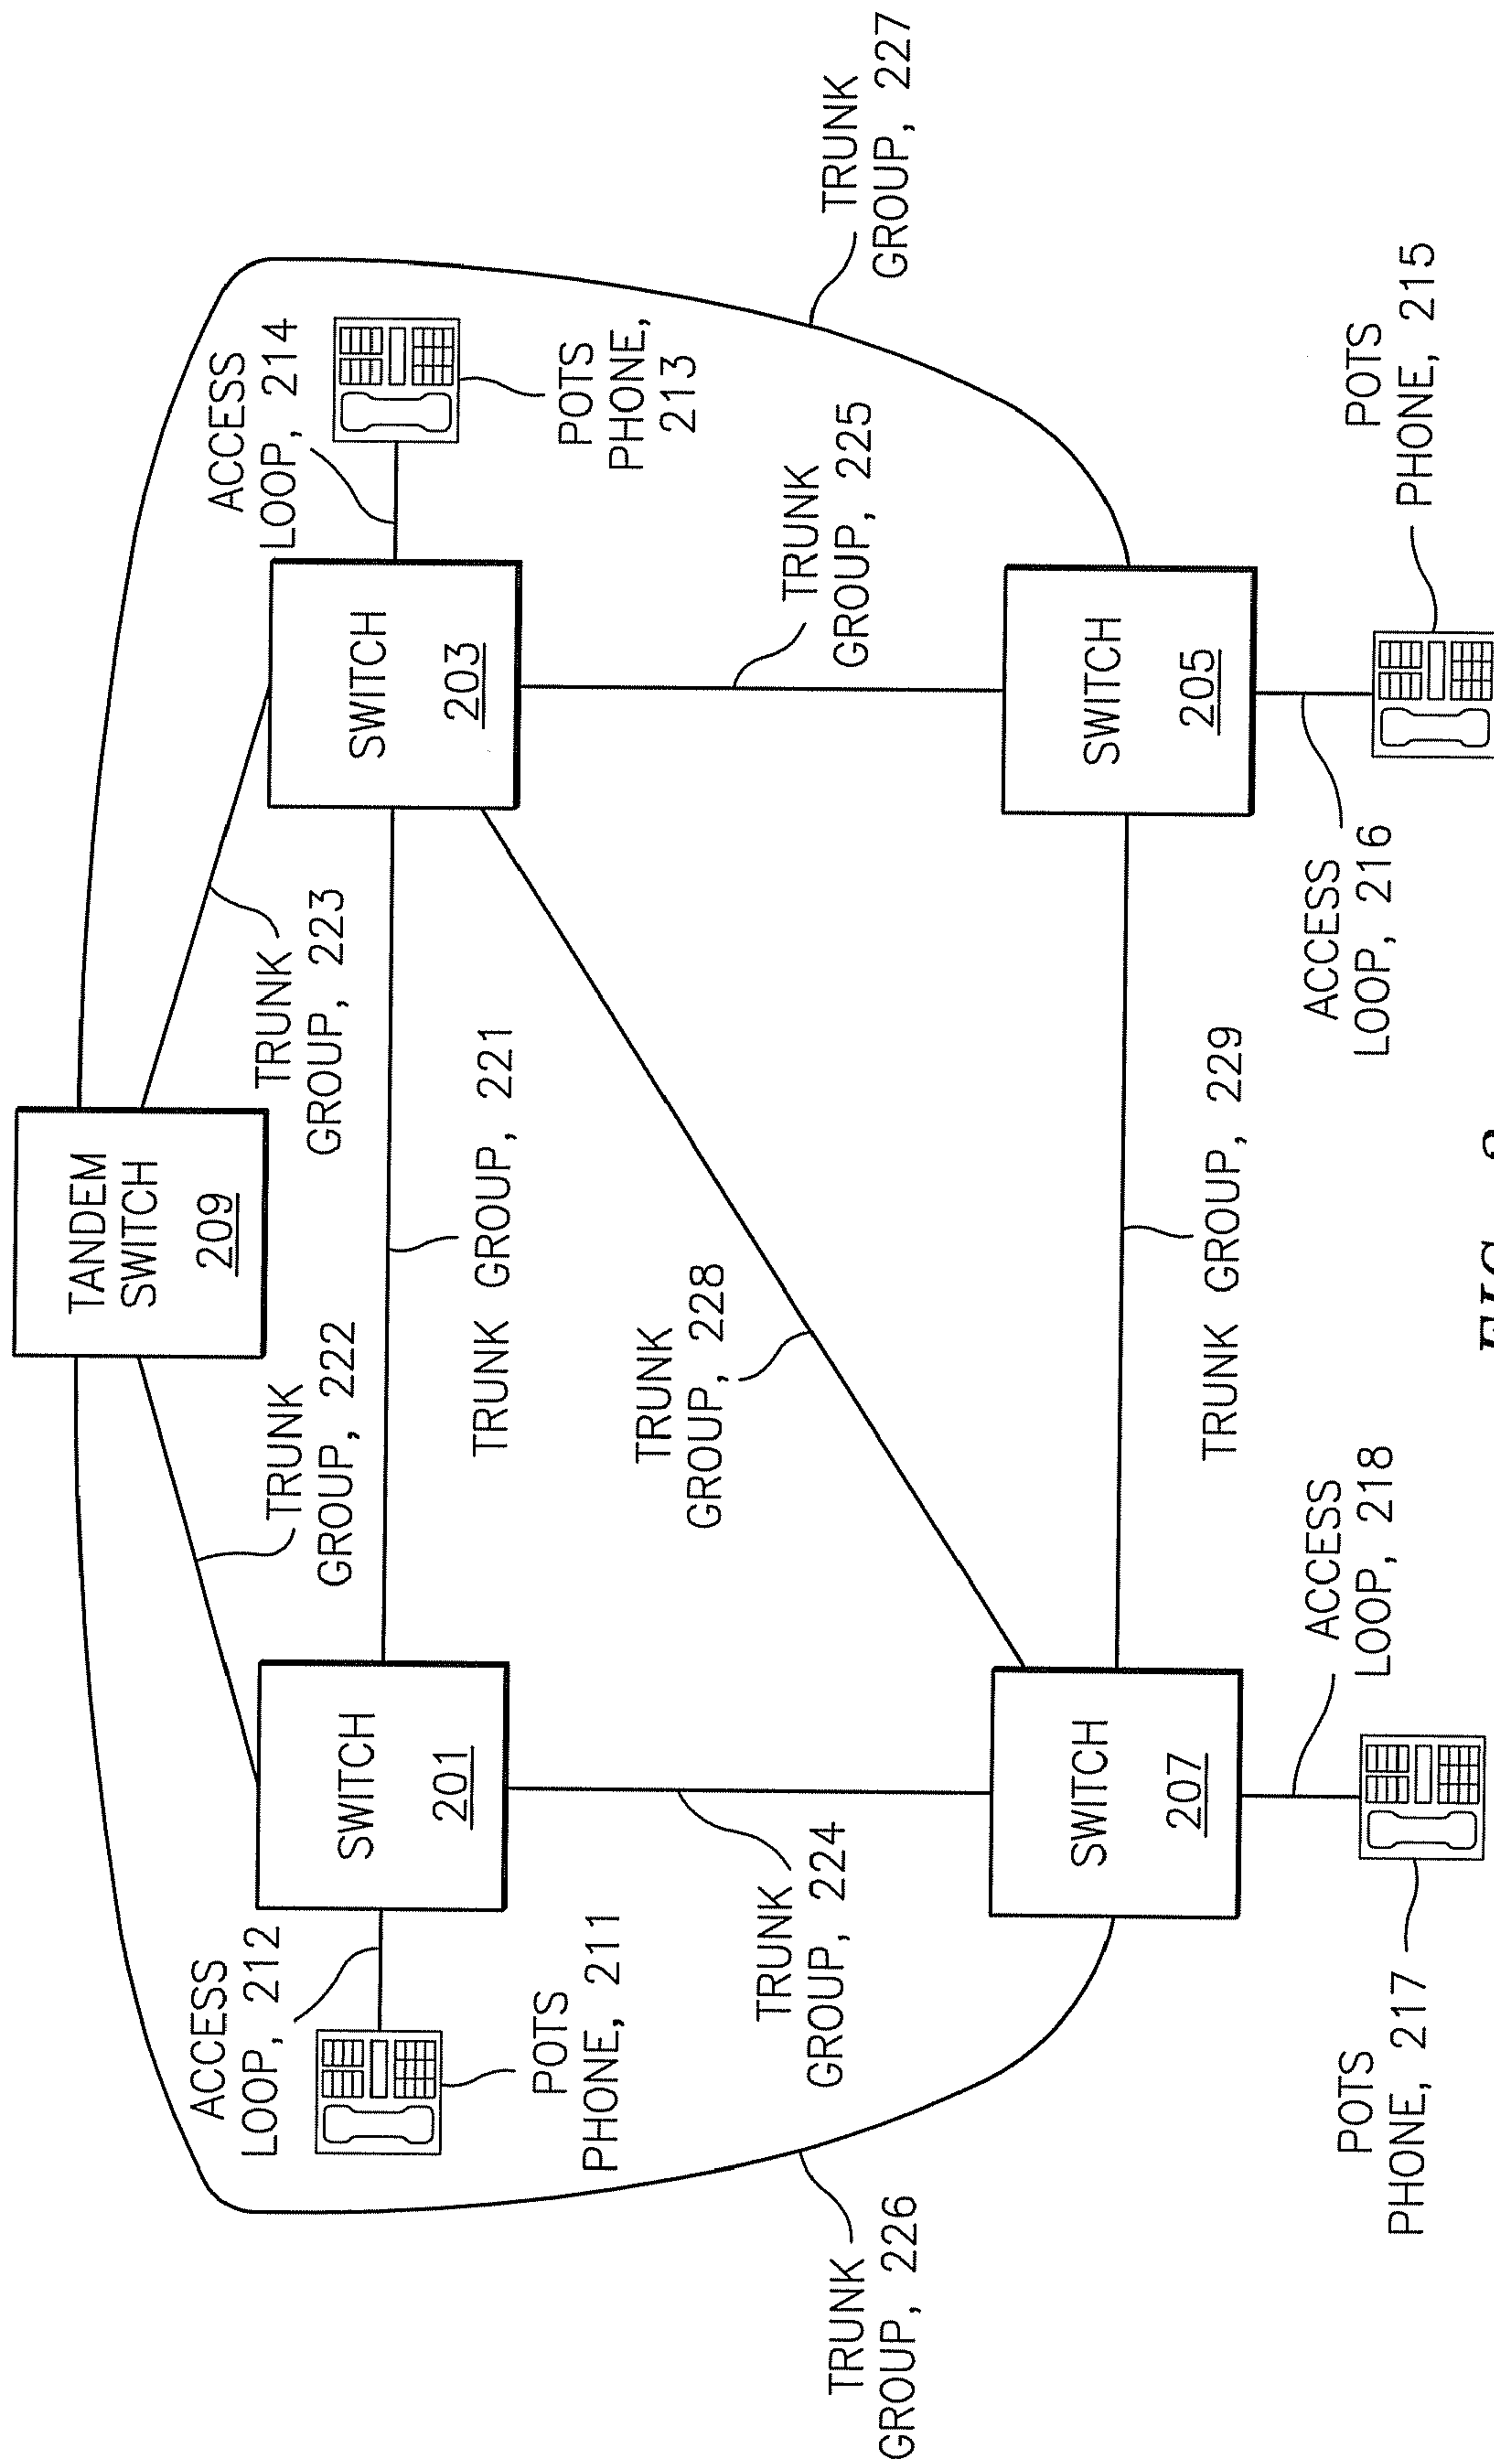 TANDEM
SWITCH
209
TRUNK
GROUP, 222
TRUNK
GROUP, 223
ACCESS
LOOP, 212
ACCESS
LOOP, 214
SWITCH
201
SWITCH
203
POTS
PHONE, 211
POTS
PHONE,
213
TRUNK GROUP, 221
TRUNK
GROUP, 228
TRUNK
GROUP, 224
TRUNK
GROUP, 225
TRUNK
GROUP, 226
TRUNK
GROUP, 227
SWITCH
207
SWITCH
205
TRUNK GROUP, 229
ACCESS
LOOP, 218
ACCESS
LOOP, 216
POTS
PHONE, 217
POTS
PHONE, 215